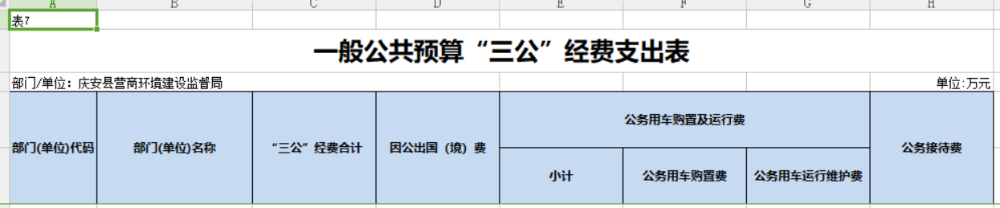 A B C D E F G H
表7
一般公共预算“三公”经费支出表
部门/单位：庆安县营商环境建设监督局 单位:万元
公务用车购置及运行费
部门(单位)代码 部门(单位)名称 “三公”经费合计 因公出国（境）费 公务接待费
小计 公务用车购置费 公务用车运行维护费